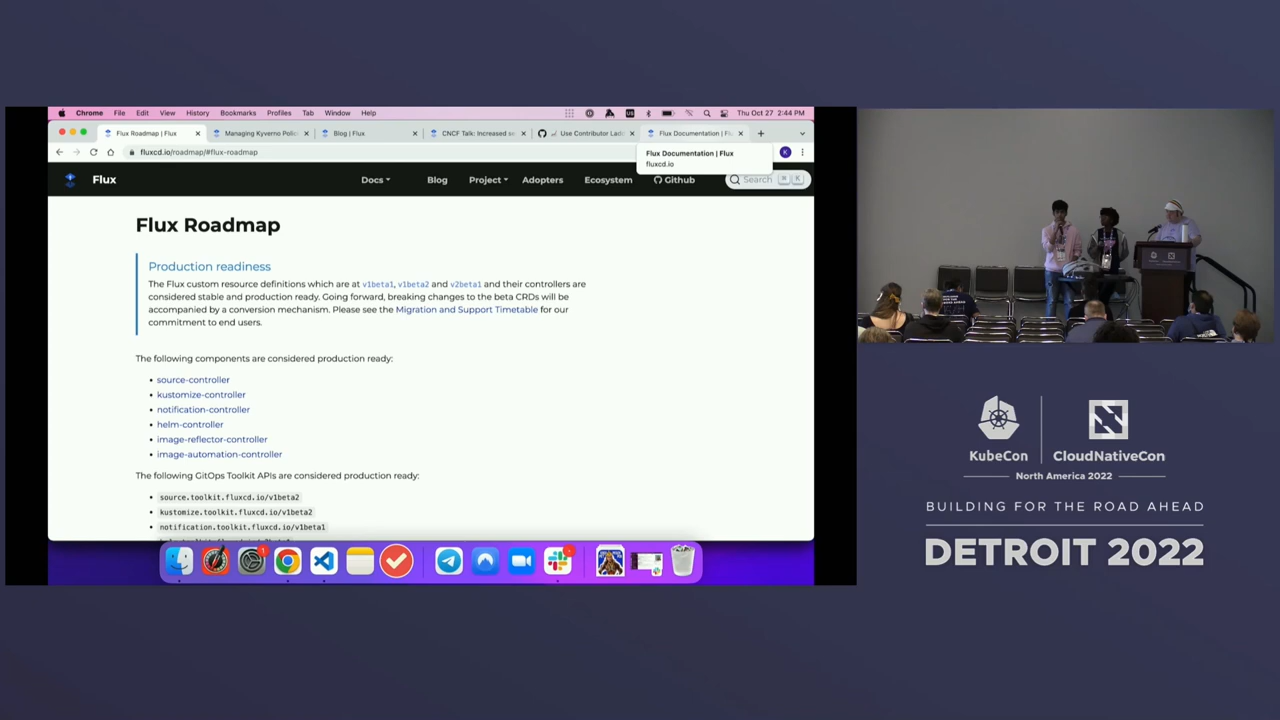 Chrome File Edit View History Bookmarks Profiles Tab Window Help
Thu Oct 27 2:44 PM
Flux Roadmap | Flux
Managing Kyverno Poli
Blog | Flux
CNCF Talk: Increased s
Use Contributor Lad
Flux Documentation | Fl
fluxcd.io/roadmap/#flux-roadmap
Flux Documentation | Flux
fluxcd.io
K
Flux
Docs Blog Project Adopters Ecosystem Github
Search K
Flux Roadmap
Production readiness
The Flux custom resource definitions which are at v1beta1, v1beta2 and v2beta1 and their controllers are
considered stable and production ready. Going forward, breaking changes to the beta CRDs will be
accompanied by a conversion mechanism. Please see the Migration and Support Timetable for our
commitment to end users.
The following components are considered production ready:
• source-controller
• kustomize-controller
• notification-controller
• helm-controller
• image-reflector-controller
• image-automation-controller
The following GitOps Toolkit APIs are considered production ready:
• source.toolkit.fluxcd.io/v1beta2
• kustomize.toolkit.fluxcd.io/v1beta2
• notification.toolkit.fluxcd.io/v1beta1
KubeCon CloudNativeCon
North America 2022
BUILDING FOR THE ROAD AHEAD
DETROIT 2022